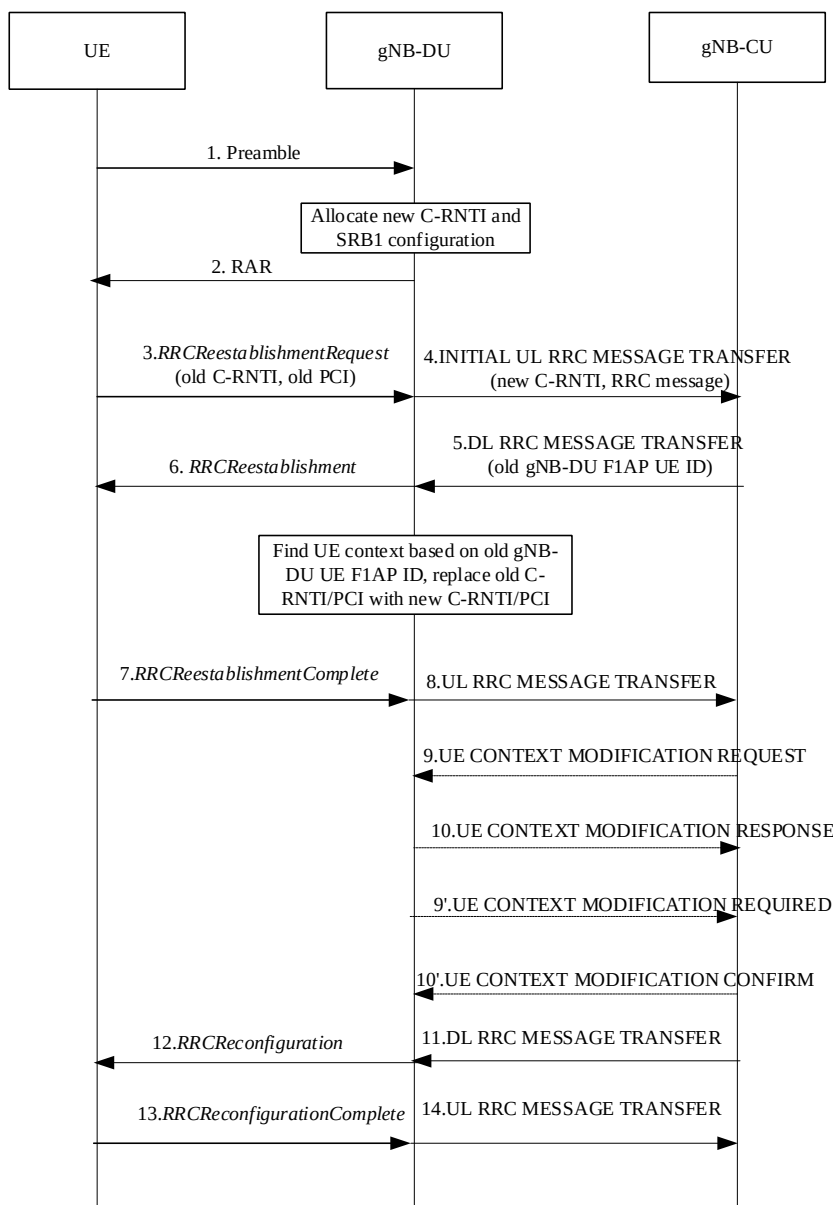 UE
gNB-DU
gNB-CU
1. Preamble
Allocate new C-RNTI and
SRB1 configuration
2. RAR
3.RRCReestablishmentRequest
(old C-RNTI, old PCI)
4.INITIAL UL RRC MESSAGE TRANSFER
(new C-RNTI, RRC message)
5.DL RRC MESSAGE TRANSFER
(old gNB-DU F1AP UE ID)
6. RRCReestablishment
Find UE context based on old gNB-
DU UE F1AP ID, replace old C-
RNTI/PCI with new C-RNTI/PCI
7.RRCReestablishmentComplete
8.UL RRC MESSAGE TRANSFER
9.UE CONTEXT MODIFICATION REQUEST
10.UE CONTEXT MODIFICATION RESPONSE
9'.UE CONTEXT MODIFICATION REQUIRED
10'.UE CONTEXT MODIFICATION CONFIRM
11.DL RRC MESSAGE TRANSFER
12.RRCReconfiguration
13.RRCReconfigurationComplete
14.UL RRC MESSAGE TRANSFER